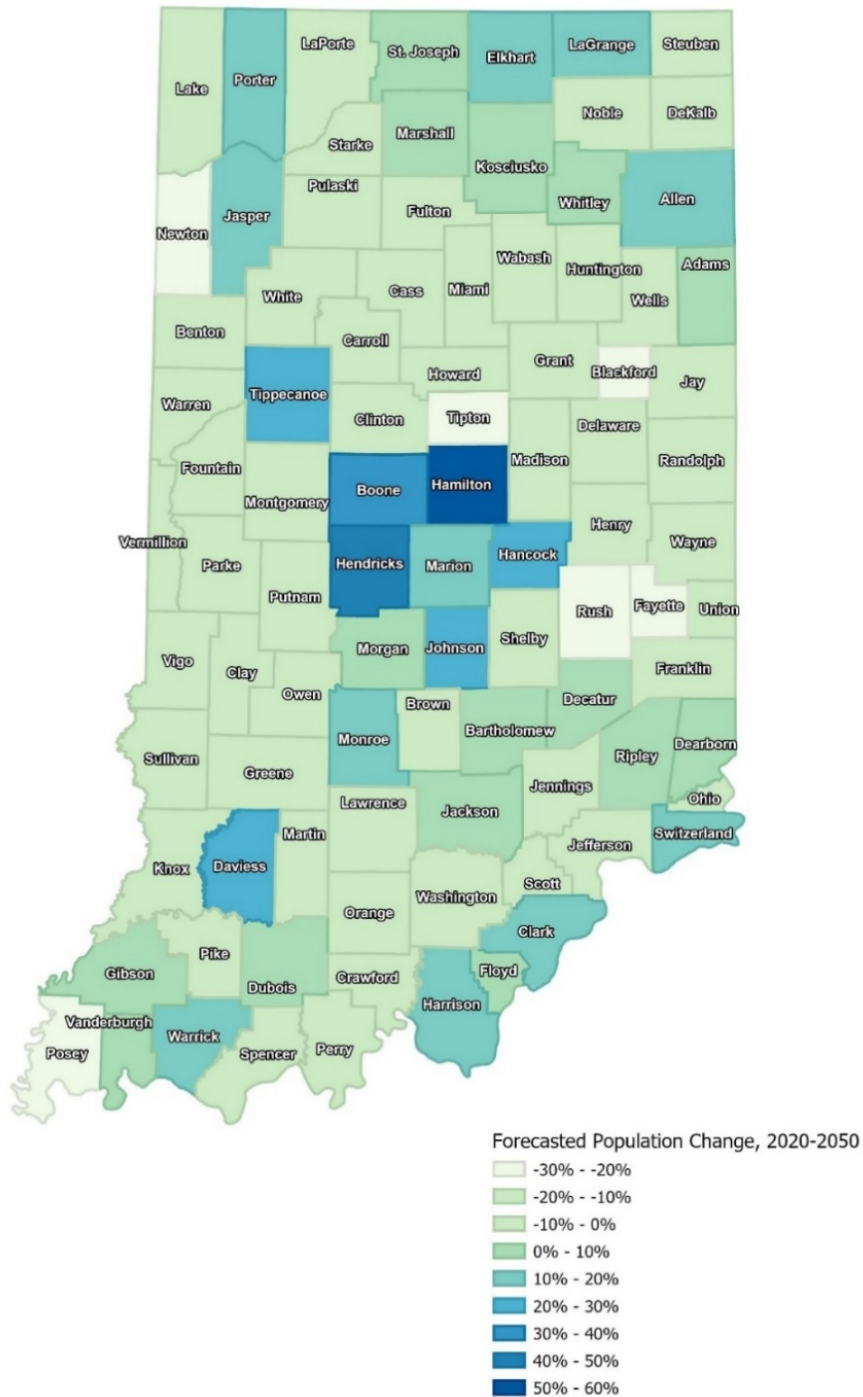 LaPorte
St. Joseph
Elkhart
LaGrange
Steuben
Lake
Porter
Noble
DeKalb
Starke
Marshall
Kosciusko
Whitley
Allen
Pulaski
Fulton
Newton
Jasper
Wabash
Huntington
Adams
White
Cass
Miami
Wells
Benton
Carroll
Grant
Howard
Blackford
Jay
Warren
Tippecanoe
Clinton
Tipton
Delaware
Fountain
Madison
Randolph
Boone
Hamilton
Montgomery
Henry
Vermillion
Wayne
Parke
Hendricks
Marion
Hancock
Putnam
Rush
Fayette
Union
Vigo
Morgan
Johnson
Shelby
Clay
Franklin
Owen
Brown
Decatur
Sullivan
Monroe
Bartholomew
Ripley
Dearborn
Greene
Jennings
Ohio
Lawrence
Jackson
Switzerland
Knox
Daviess
Martin
Jefferson
Scott
Orange
Washington
Clark
Pike
Gibson
Dubois
Crawford
Floyd
Harrison
Vanderburgh
Warrick
Posey
Spencer
Perry
Forecasted Population Change, 2020-2050
-30% - -20%
-20% - -10%
-10% - 0%
0% - 10%
10% - 20%
20% - 30%
30% - 40%
40% - 50%
50% - 60%